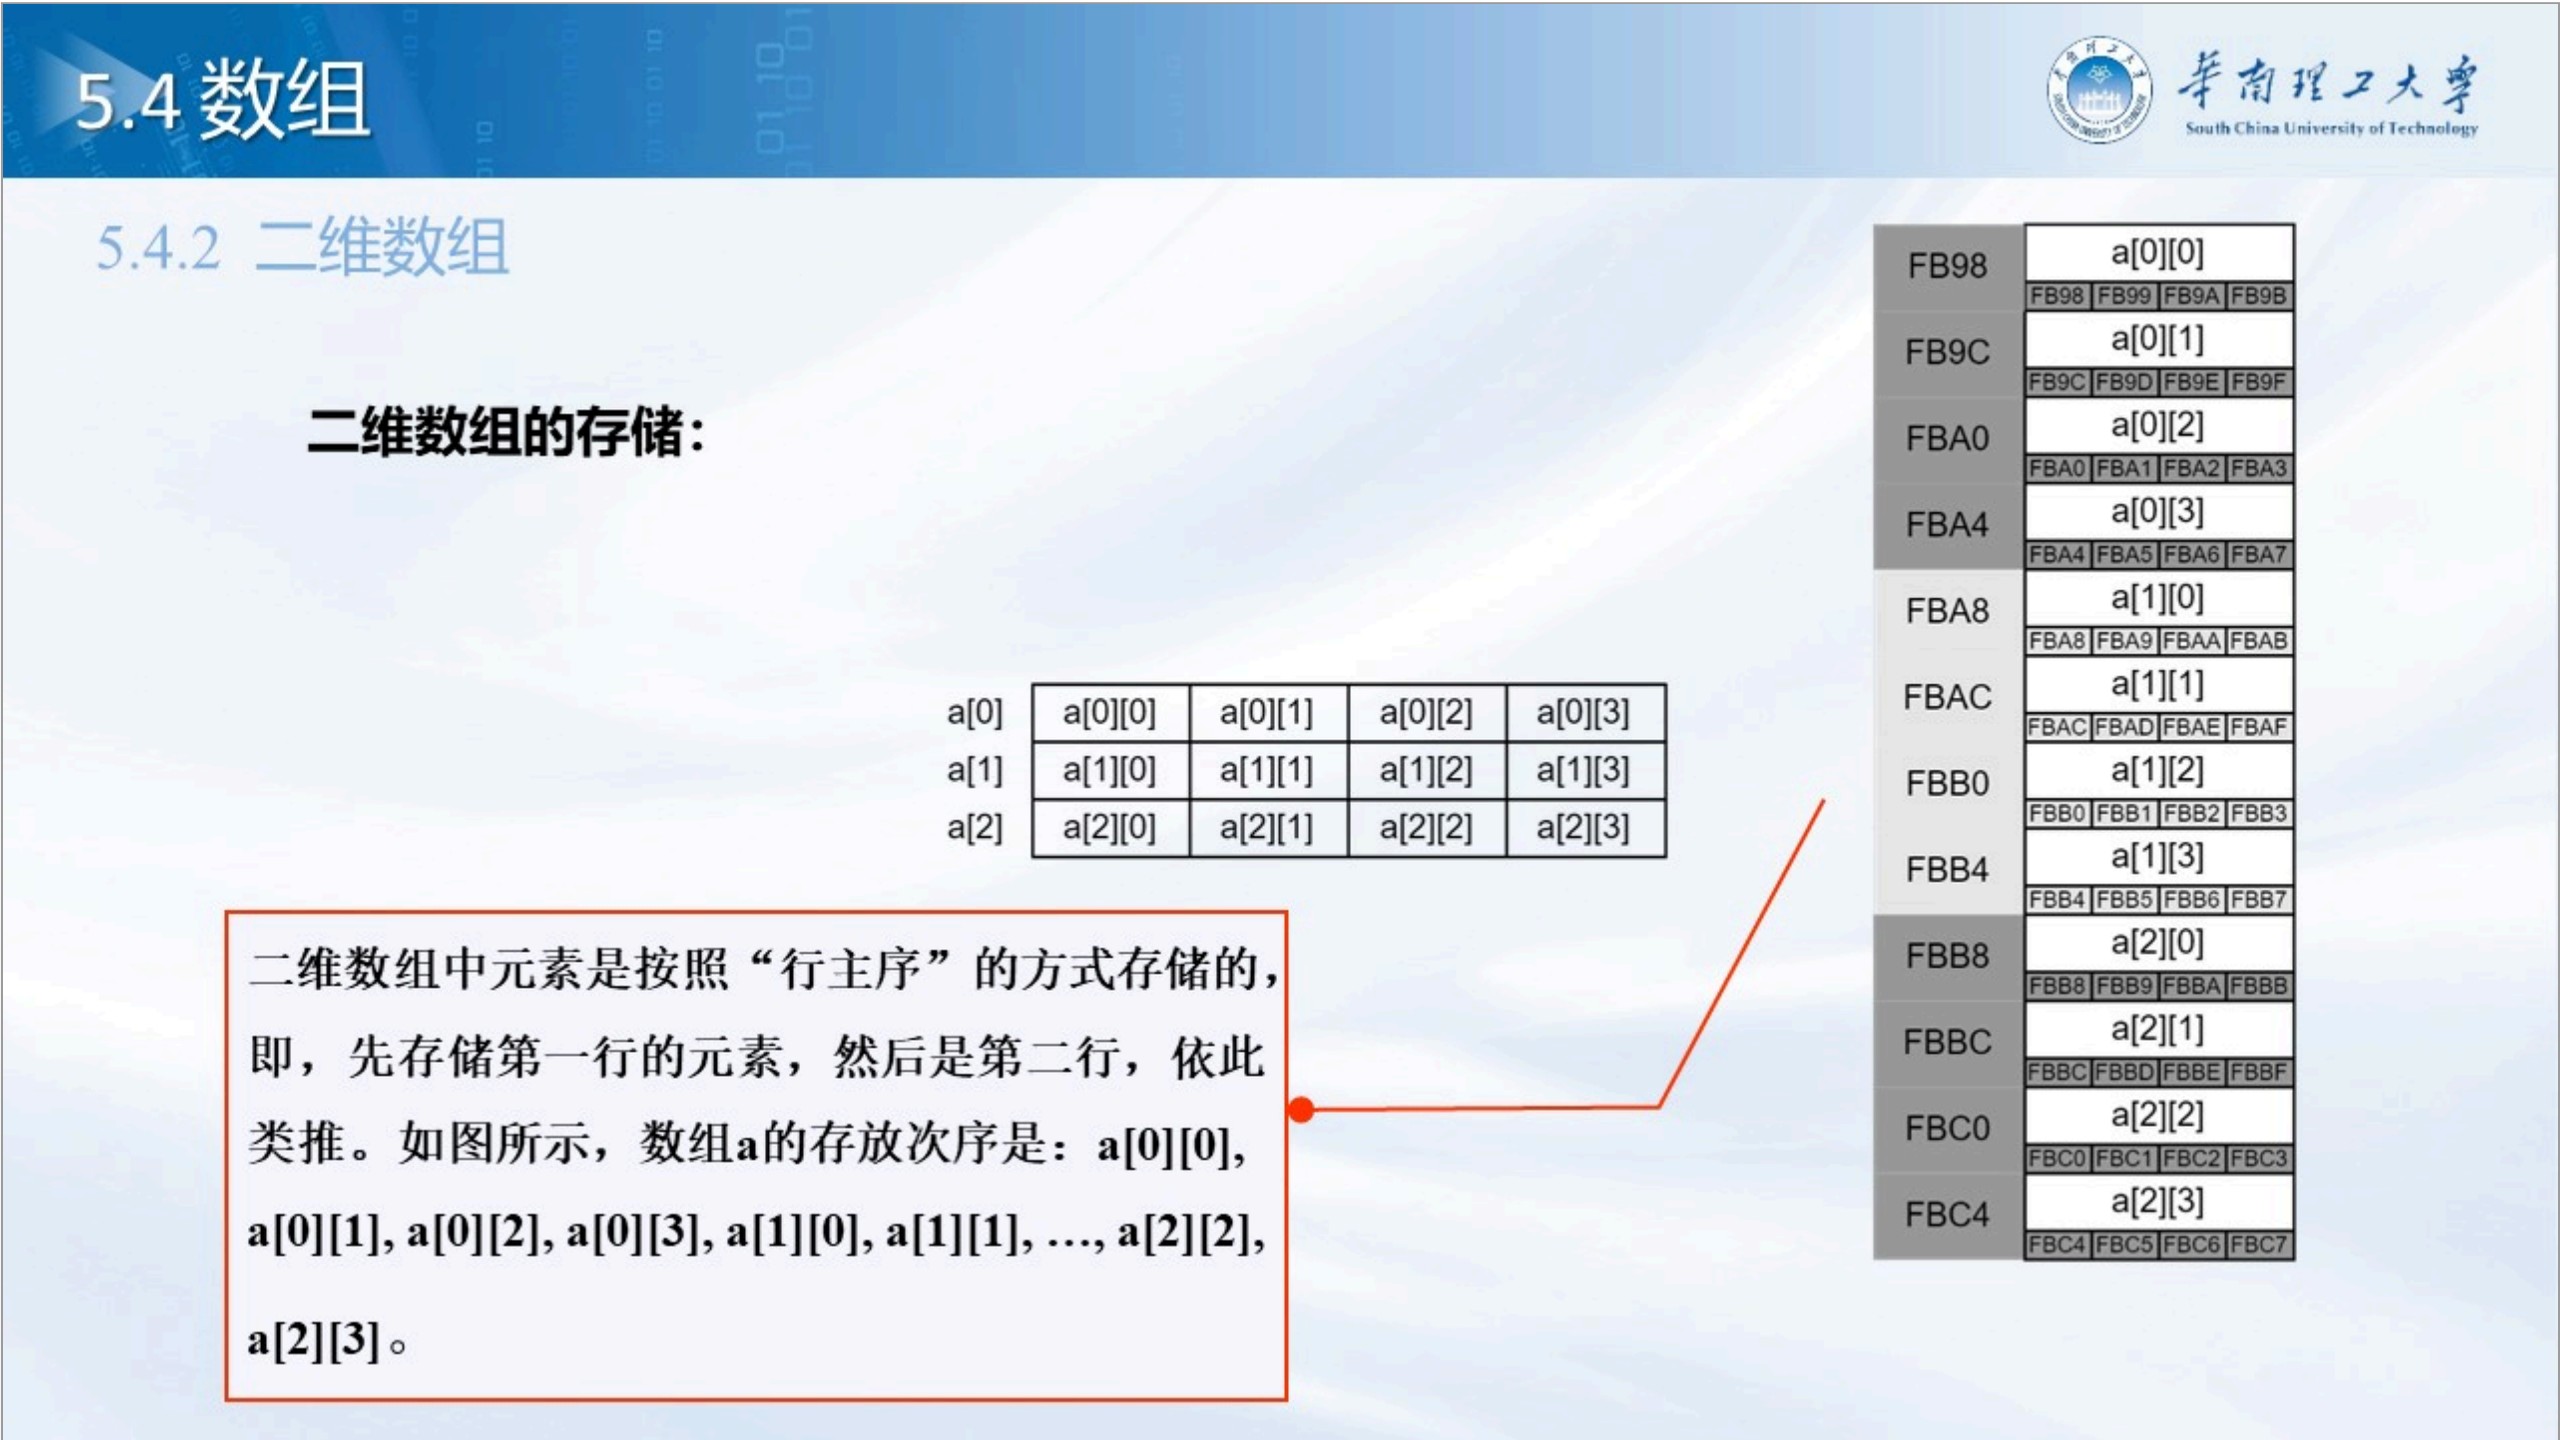 5.4 数组
华南理工大学
South China University of Technology
5.4.2 二维数组
二维数组的存储：
a[0] a[0][0] a[0][1] a[0][2] a[0][3]
a[1] a[1][0] a[1][1] a[1][2] a[1][3]
a[2] a[2][0] a[2][1] a[2][2] a[2][3]
二维数组中元素是按照“行主序”的方式存储的，
即，先存储第一行的元素，然后是第二行，依此
类推。如图所示，数组a的存放次序是：a[0][0],
a[0][1], a[0][2], a[0][3], a[1][0], a[1][1], …, a[2][2],
a[2][3]。
FB98 a[0][0]
FB98 FB99 FB9A FB9B
FB9C a[0][1]
FB9C FB9D FB9E FB9F
FBA0 a[0][2]
FBA0 FBA1 FBA2 FBA3
FBA4 a[0][3]
FBA4 FBA5 FBA6 FBA7
FBA8 a[1][0]
FBA8 FBA9 FBAA FBAB
FBAC a[1][1]
FBAC FBAD FBAE FBAF
FBB0 a[1][2]
FBB0 FBB1 FBB2 FBB3
FBB4 a[1][3]
FBB4 FBB5 FBB6 FBB7
FBB8 a[2][0]
FBB8 FBB9 FBBA FBBB
FBBC a[2][1]
FBBC FBBD FBBE FBBF
FBC0 a[2][2]
FBC0 FBC1 FBC2 FBC3
FBC4 a[2][3]
FBC4 FBC5 FBC6 FBC7